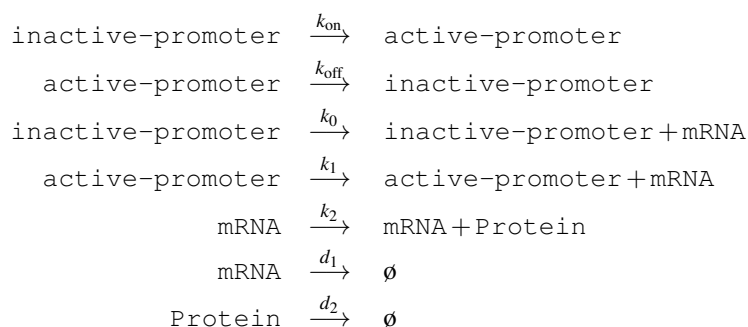 inactive-promoter k_on ⟶ active-promoter
active-promoter k_off ⟶ inactive-promoter
inactive-promoter k_0 ⟶ inactive-promoter + mRNA
active-promoter k_1 ⟶ active-promoter + mRNA
mRNA k_2 ⟶ mRNA + Protein
mRNA d_1 ⟶ ø
Protein d_2 ⟶ ø